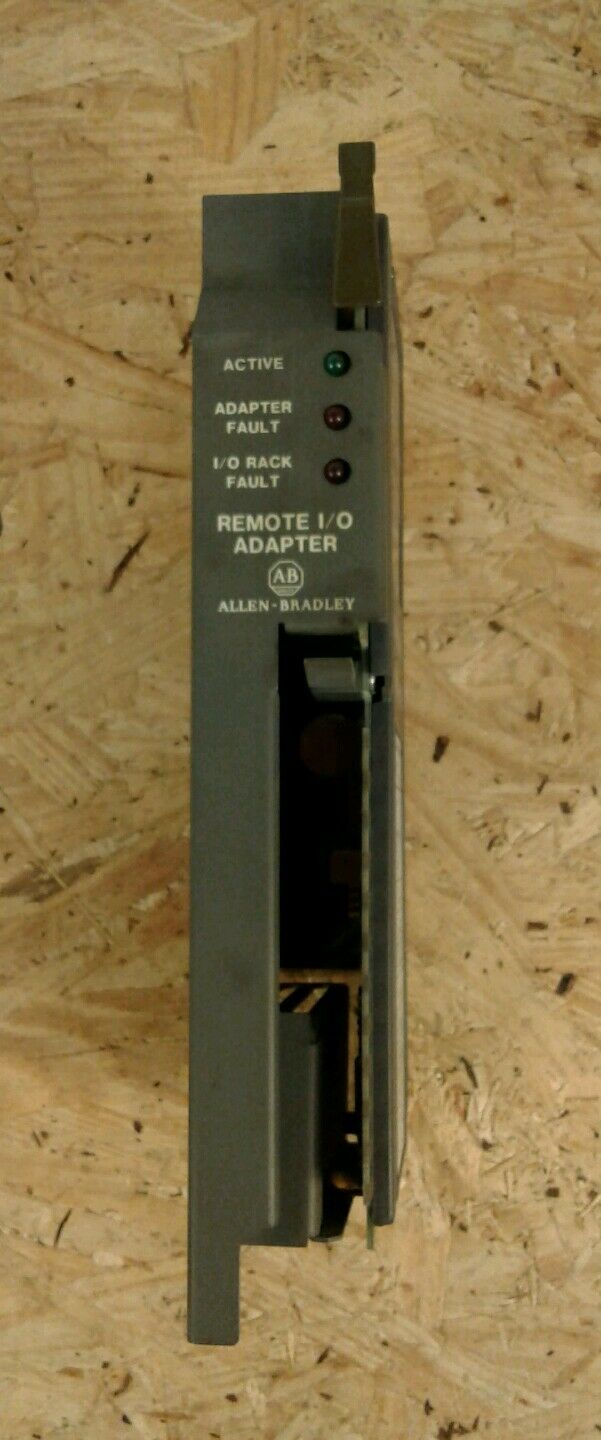 ACTIVE
ADAPTER
FAULT
I/O RACK
FAULT
REMOTE I/O
ADAPTER
AB
ALLEN-BRADLEY